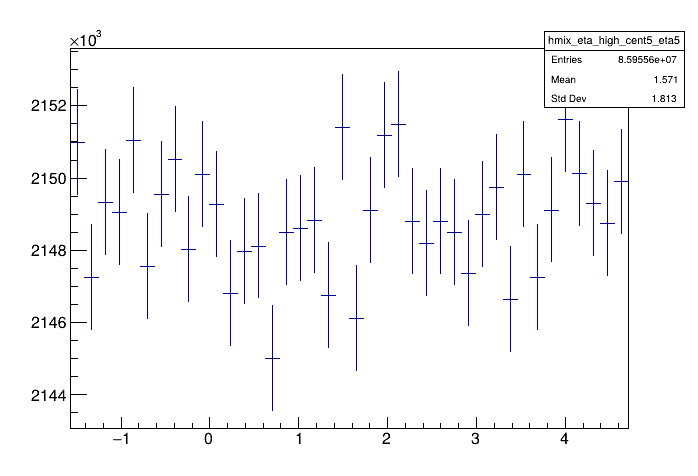 ×10³
hmix_eta_high_cent5_eta5
Entries 8.59556e+07
Mean 1.571
Std Dev 1.813
2152
2150
2148
2146
2144
−1 0 1 2 3 4